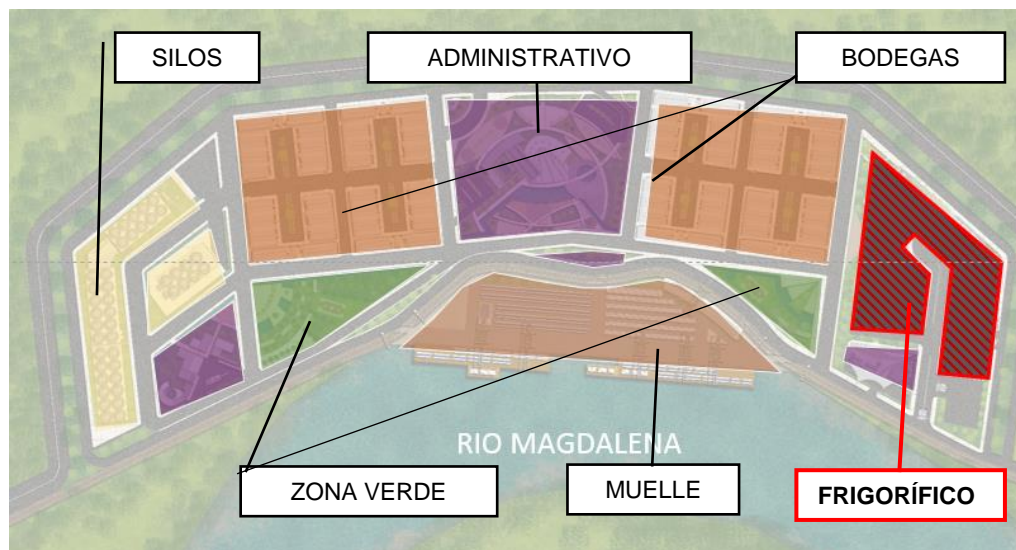 SILOS
ADMINISTRATIVO
BODEGAS
RIO MAGDALENA
ZONA VERDE
MUELLE
FRIGORÍFICO